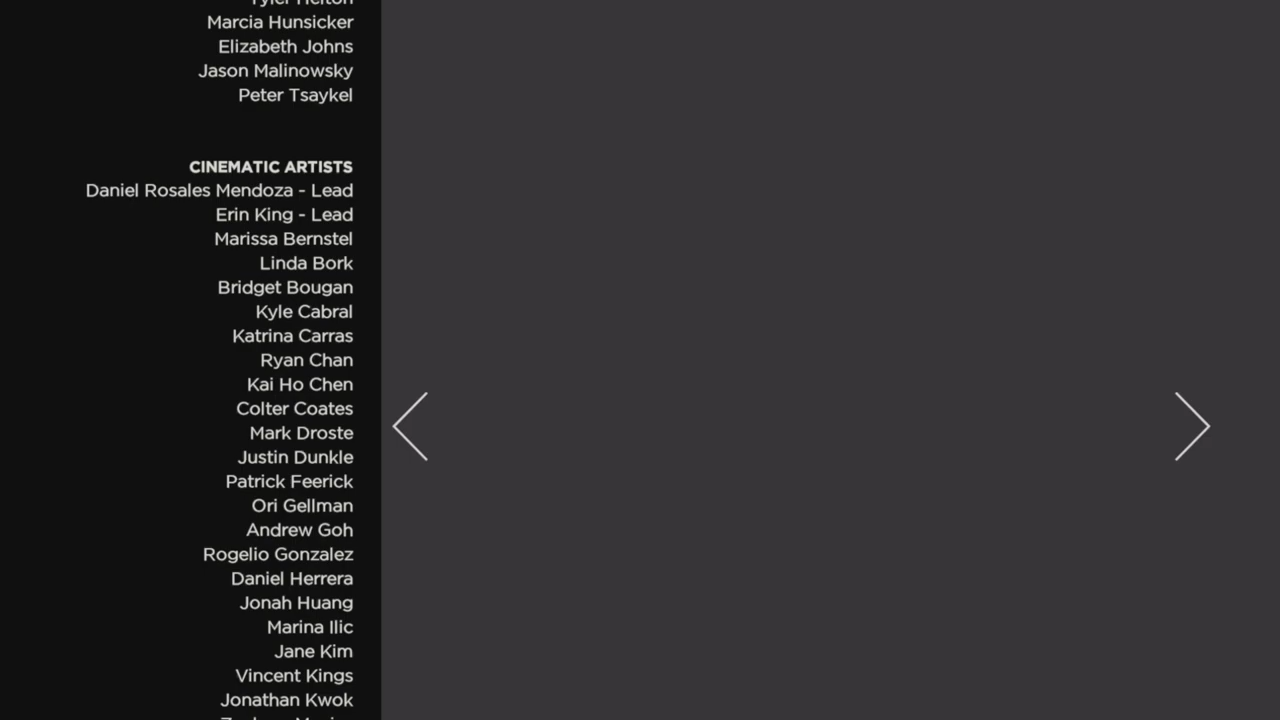 Tyler Helton
Marcia Hunsicker
Elizabeth Johns
Jason Malinowsky
Peter Tsaykel
CINEMATIC ARTISTS
Daniel Rosales Mendoza - Lead
Erin King - Lead
Marissa Bernstel
Linda Bork
Bridget Bougan
Kyle Cabral
Katrina Carras
Ryan Chan
Kai Ho Chen
Colter Coates
Mark Droste
Justin Dunkle
Patrick Feerick
Ori Gellman
Andrew Goh
Rogelio Gonzalez
Daniel Herrera
Jonah Huang
Marina Ilic
Jane Kim
Vincent Kings
Jonathan Kwok